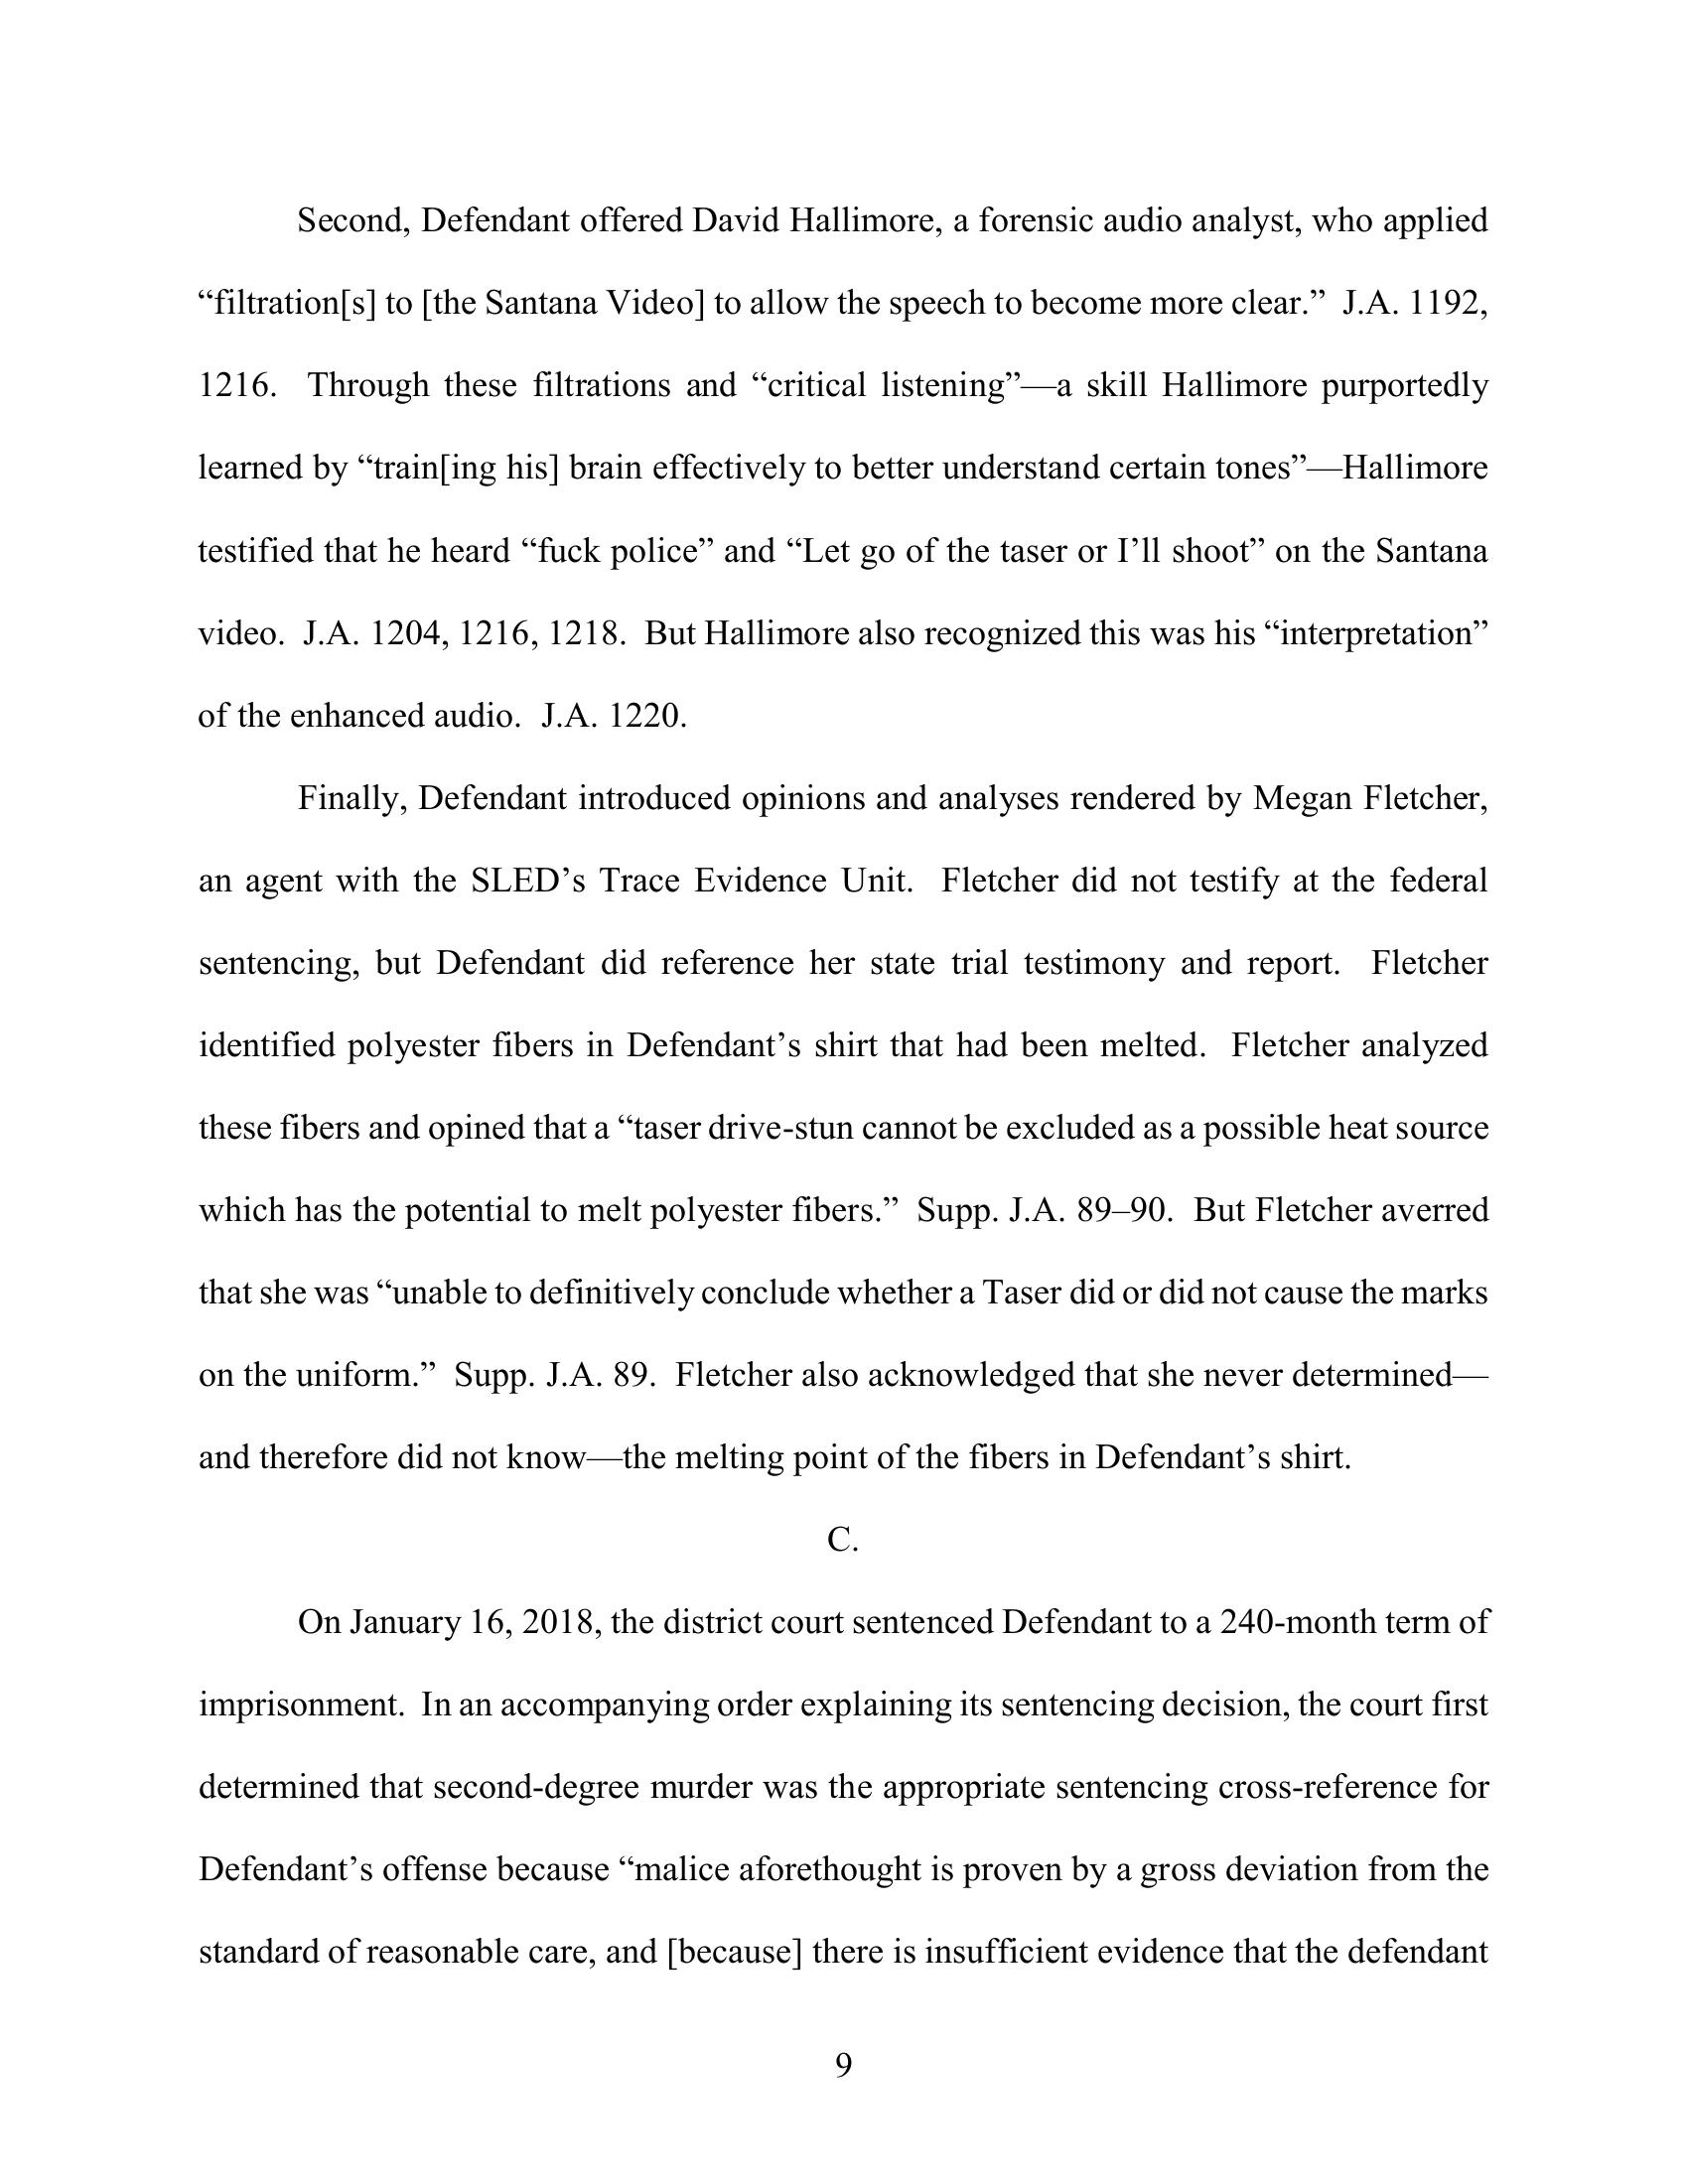 Second, Defendant offered David Hallimore, a forensic audio analyst, who applied
“filtration[s] to [the Santana Video] to allow the speech to become more clear.” J.A. 1192,
1216. Through these filtrations and “critical listening”—a skill Hallimore purportedly
learned by “train[ing his] brain effectively to better understand certain tones”—Hallimore
testified that he heard “fuck police” and “Let go of the taser or I’ll shoot” on the Santana
video. J.A. 1204, 1216, 1218. But Hallimore also recognized this was his “interpretation”
of the enhanced audio. J.A. 1220.
Finally, Defendant introduced opinions and analyses rendered by Megan Fletcher,
an agent with the SLED’s Trace Evidence Unit. Fletcher did not testify at the federal
sentencing, but Defendant did reference her state trial testimony and report. Fletcher
identified polyester fibers in Defendant’s shirt that had been melted. Fletcher analyzed
these fibers and opined that a “taser drive-stun cannot be excluded as a possible heat source
which has the potential to melt polyester fibers.” Supp. J.A. 89–90. But Fletcher averred
that she was “unable to definitively conclude whether a Taser did or did not cause the marks
on the uniform.” Supp. J.A. 89. Fletcher also acknowledged that she never determined—
and therefore did not know—the melting point of the fibers in Defendant’s shirt.
C.
On January 16, 2018, the district court sentenced Defendant to a 240-month term of
imprisonment. In an accompanying order explaining its sentencing decision, the court first
determined that second-degree murder was the appropriate sentencing cross-reference for
Defendant’s offense because “malice aforethought is proven by a gross deviation from the
standard of reasonable care, and [because] there is insufficient evidence that the defendant
9